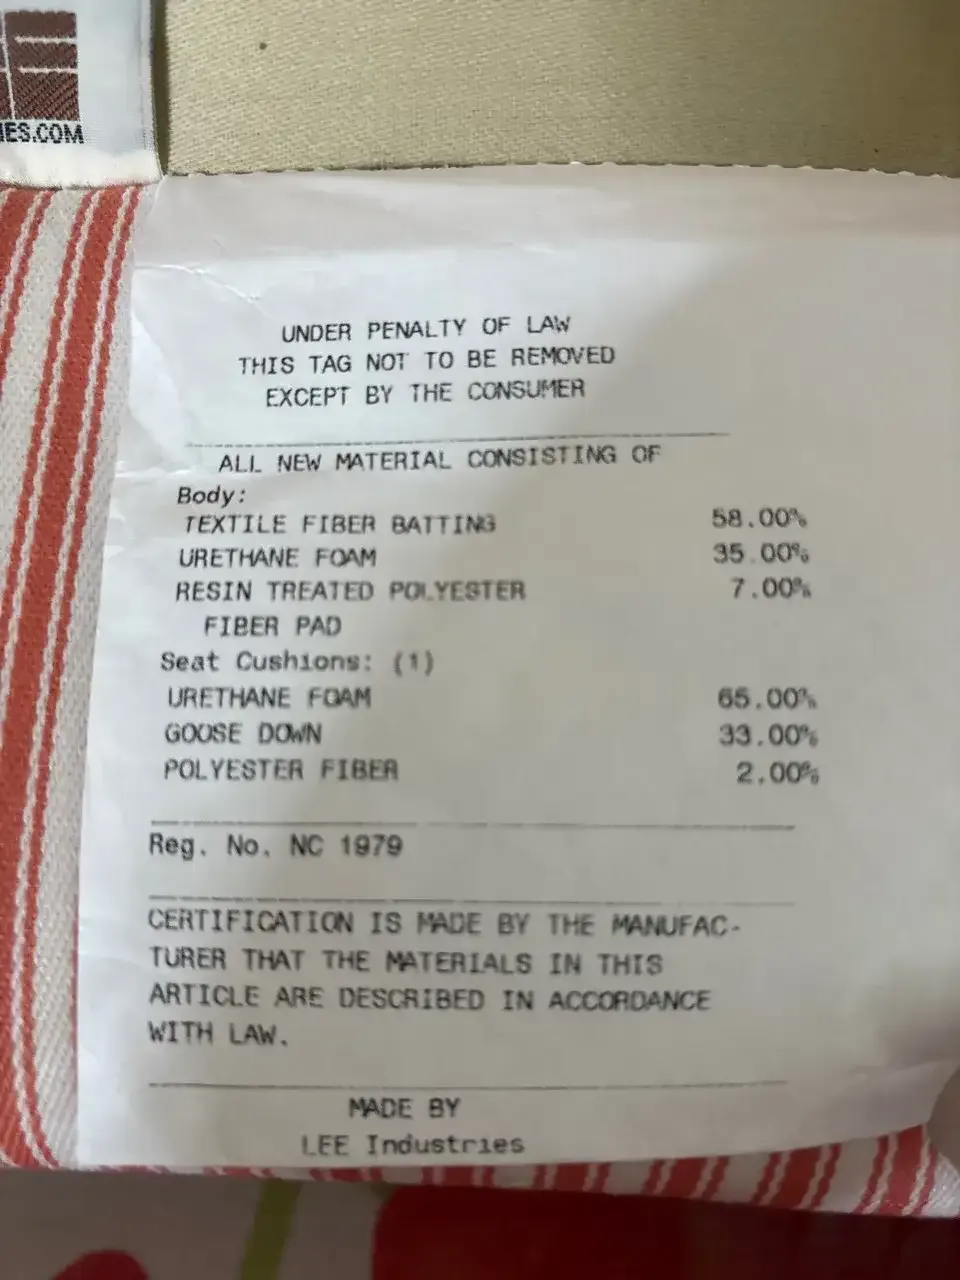 IES.COM
UNDER PENALTY OF LAW
THIS TAG NOT TO BE REMOVED
EXCEPT BY THE CONSUMER
ALL NEW MATERIAL CONSISTING OF
Body:
TEXTILE FIBER BATTING 58.00%
URETHANE FOAM 35.00%
RESIN TREATED POLYESTER 7.00%
FIBER PAD
Seat Cushions: (1)
URETHANE FOAM 65.00%
GOOSE DOWN 33.00%
POLYESTER FIBER 2.00%
Reg. No. NC 1979
CERTIFICATION IS MADE BY THE MANUFAC-
TURER THAT THE MATERIALS IN THIS
ARTICLE ARE DESCRIBED IN ACCORDANCE
WITH LAW.
MADE BY
LEE Industries